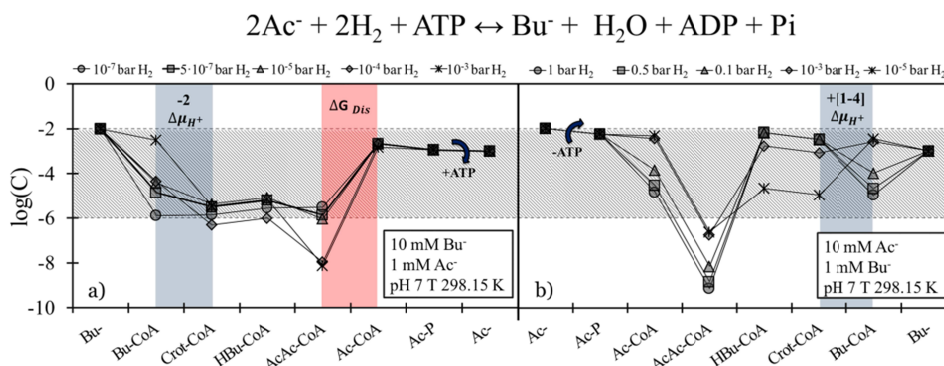 2Ac⁻ + 2H₂ + ATP ↔ Bu⁻ + H₂O + ADP + Pi
10⁻⁷ bar H₂ 5·10⁻⁷ bar H₂ 10⁻⁵ bar H₂ 10⁻⁴ bar H₂ 10⁻³ bar H₂
1 bar H₂ 0.5 bar H₂ 0.1 bar H₂ 10⁻³ bar H₂ 10⁻⁵ bar H₂
log(C)
0
-2
-4
-6
-8
-10
-2
Δμ_H⁺
ΔG _Dis
+ATP
10 mM Bu⁻
1 mM Ac⁻
pH 7 T 298.15 K
a)
Bu-
Bu-CoA
Crot-CoA
HBu-CoA
AcAc-CoA
Ac-CoA
Ac-P
Ac-
-ATP
+[1-4]
Δμ_H⁺
10 mM Ac⁻
1 mM Bu⁻
pH 7 T 298.15 K
b)
Ac-
Ac-P
Ac-CoA
AcAc-CoA
HBu-CoA
Crot-CoA
Bu-CoA
Bu-